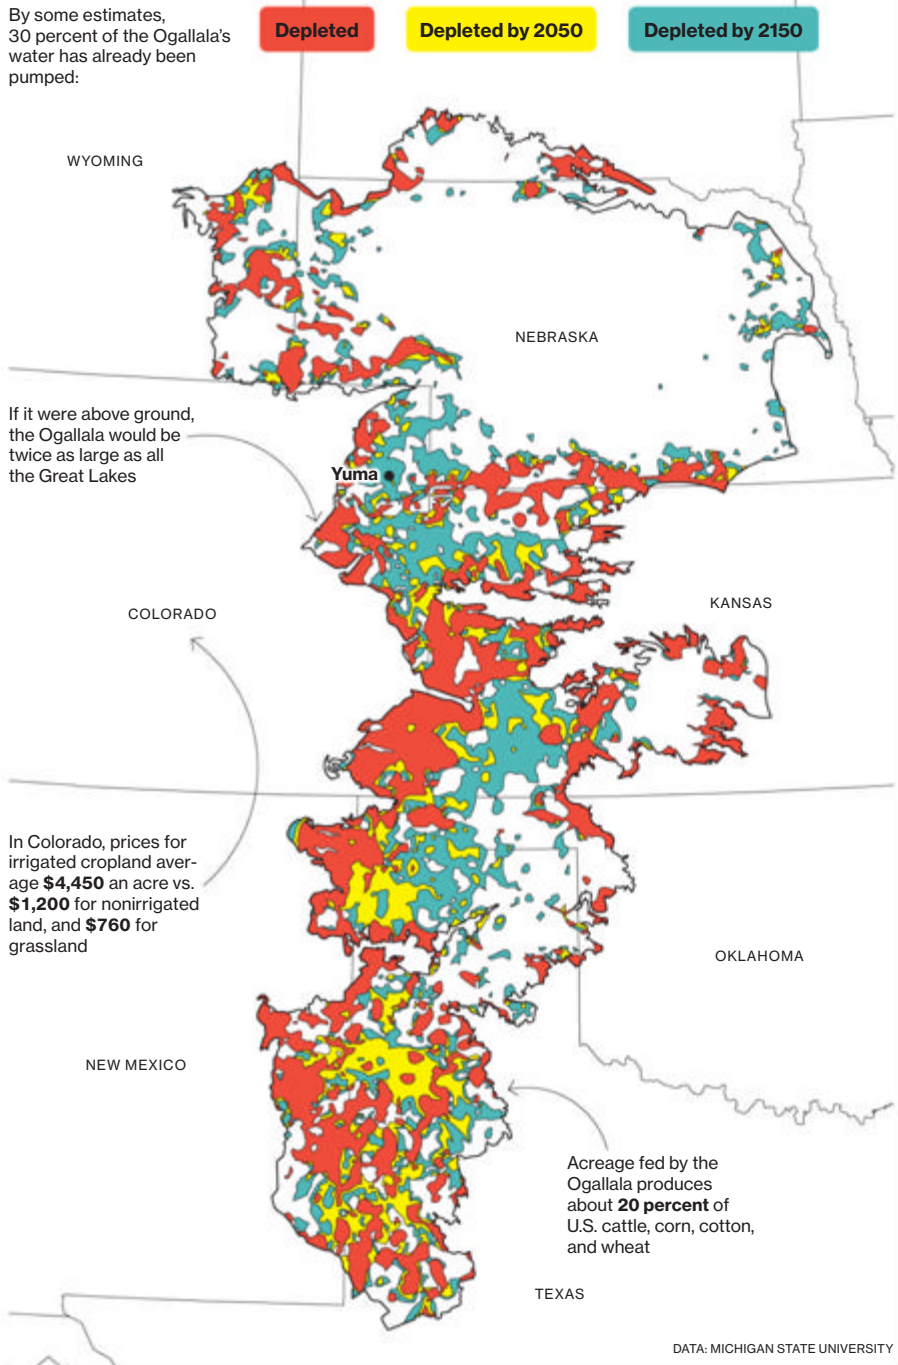 By some estimates,
30 percent of the Ogallala’s
water has already been
pumped:
Depleted
Depleted by 2050
Depleted by 2150
WYOMING
NEBRASKA
If it were above ground,
the Ogallala would be
twice as large as all
the Great Lakes
Yuma
COLORADO
KANSAS
In Colorado, prices for
irrigated cropland aver-
age $4,450 an acre vs.
$1,200 for nonirrigated
land, and $760 for
grassland
OKLAHOMA
NEW MEXICO
Acreage fed by the
Ogallala produces
about 20 percent of
U.S. cattle, corn, cotton,
and wheat
TEXAS
DATA: MICHIGAN STATE UNIVERSITY